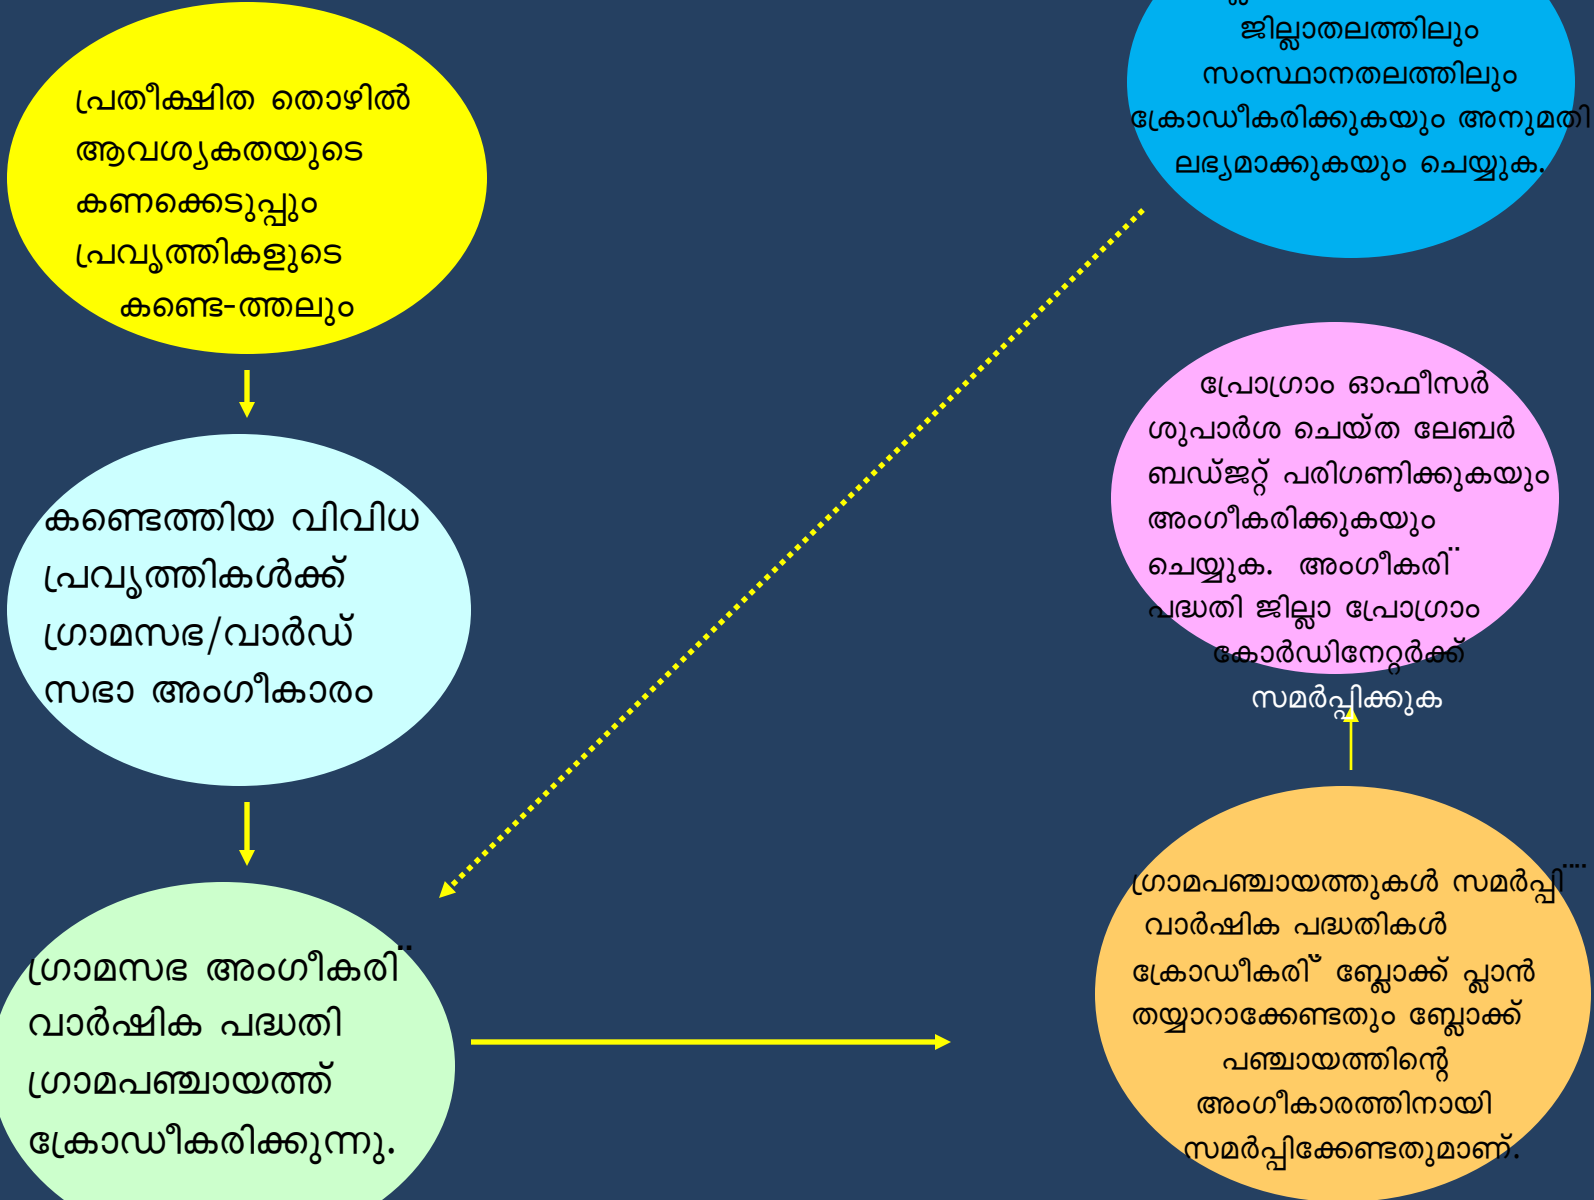 പ്രതീക്ഷിത തൊഴിൽ
ആവശ്യകതയുടെ
കണക്കെടുപ്പും
പ്രവൃത്തികളുടെ
കണ്ടെ-ത്തലും
കണ്ടെത്തിയ വിവിധ
പ്രവൃത്തികൾക്ക്
ഗ്രാമസഭ/വാർഡ്
സഭാ അംഗീകാരം
ഗ്രാമസഭ അംഗീകരി¨
വാർഷിക പദ്ധതി
ഗ്രാമപഞ്ചായത്ത്
ക്രോഡീകരിക്കുന്നു.
ഗ്രാമപഞ്ചായത്തുകൾ സമർപ്പി¨¨
വാർഷിക പദ്ധതികൾ
ക്രോഡീകരി ബ്ലോക്ക് പ്ലാൻ
തയ്യാറാക്കേണ്ടതും ബ്ലോക്ക്
പഞ്ചായത്തിന്റെ
അംഗീകാരത്തിനായി
സമർപ്പിക്കേണ്ടതുമാണ്.
പ്രോഗ്രാം ഓഫീസർ
ശുപാർശ ചെയ്ത ലേബർ
ബഡ്ജറ്റ് പരിഗണിക്കുകയും
അംഗീകരിക്കുകയും
ചെയ്യുക. അംഗീകരി¨
പദ്ധതി ജില്ലാ പ്രോഗ്രാം
കോർഡിനേറ്റർക്ക്
സമർപ്പിക്കുക
ജില്ലാതലത്തിലും
സംസ്ഥാനതലത്തിലും
ക്രോഡീകരിക്കുകയും അനുമതി
ലഭ്യമാക്കുകയും ചെയ്യുക.